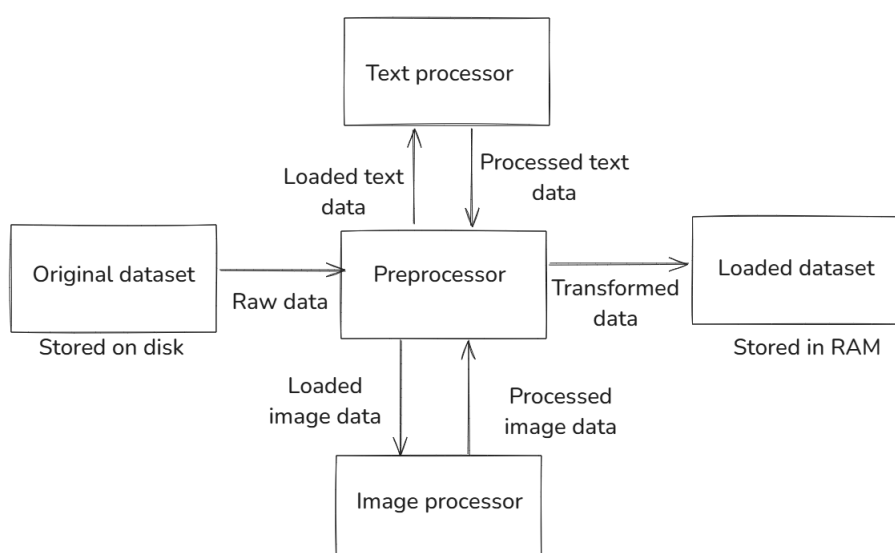 Text processor
Loaded text
data
Processed text
data
Original dataset
Stored on disk
Raw data
Preprocessor
Transformed
data
Loaded dataset
Stored in RAM
Loaded
image data
Processed
image data
Image processor